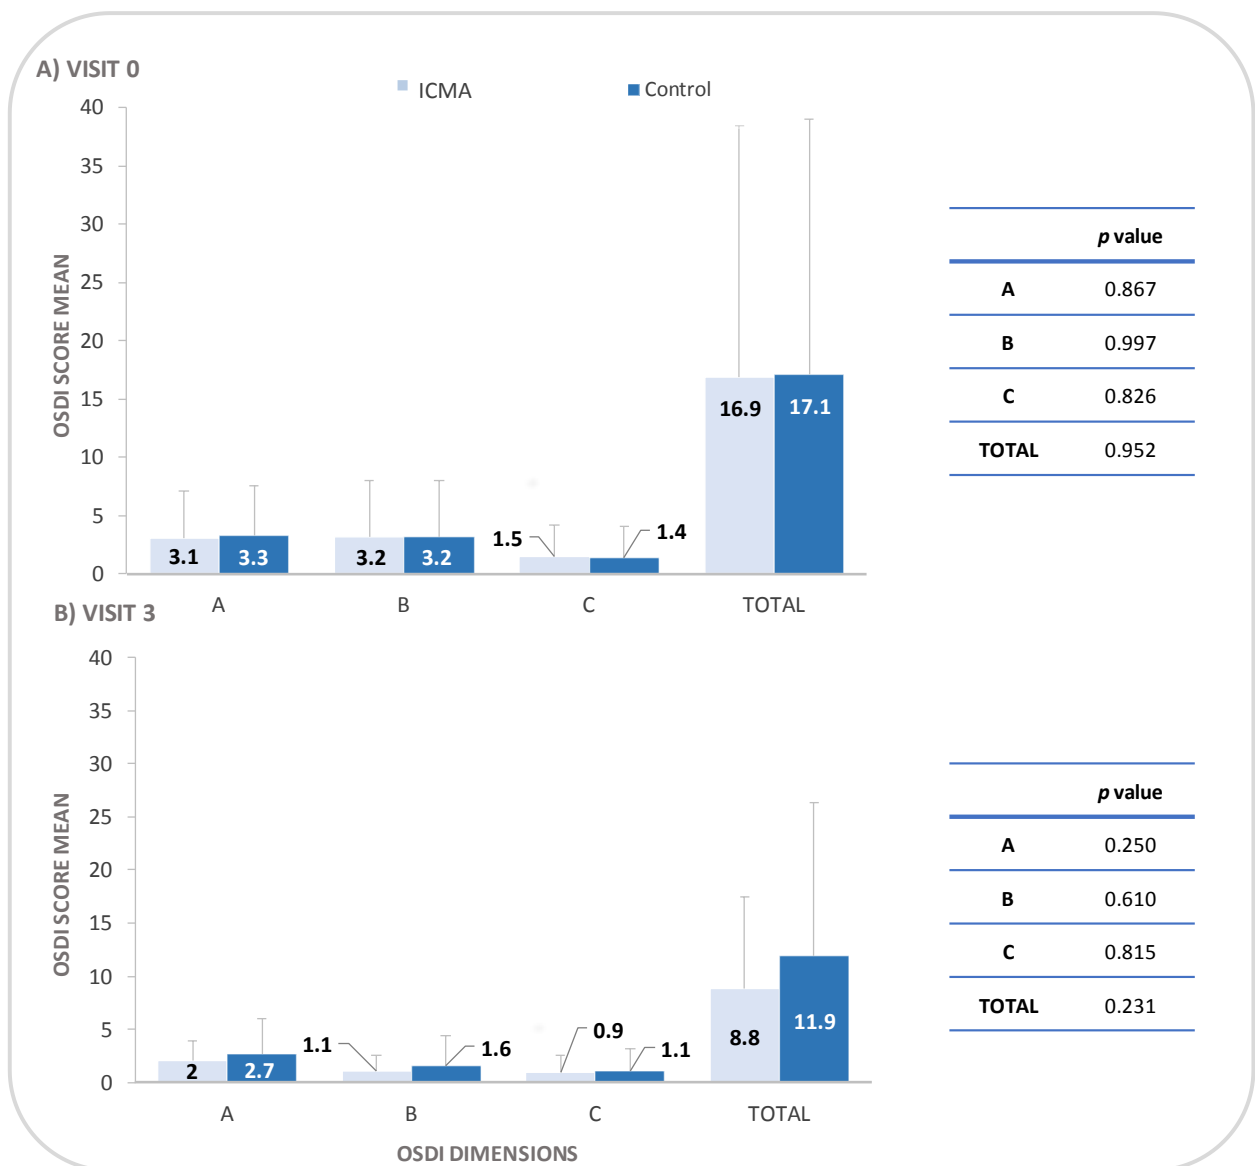 A) VISIT 0
ICMA
Control
OSDI SCORE MEAN
40
35
30
25
20
15
10
5
0
3.1
3.3
3.2
3.2
1.5
1.4
16.9
17.1
A
B
C
TOTAL
p value
A 0.867
B 0.997
C 0.826
TOTAL 0.952
B) VISIT 3
OSDI SCORE MEAN
40
35
30
25
20
15
10
5
0
2
2.7
1.1
1.6
0.9
1.1
8.8
11.9
A
B
C
TOTAL
OSDI DIMENSIONS
p value
A 0.250
B 0.610
C 0.815
TOTAL 0.231